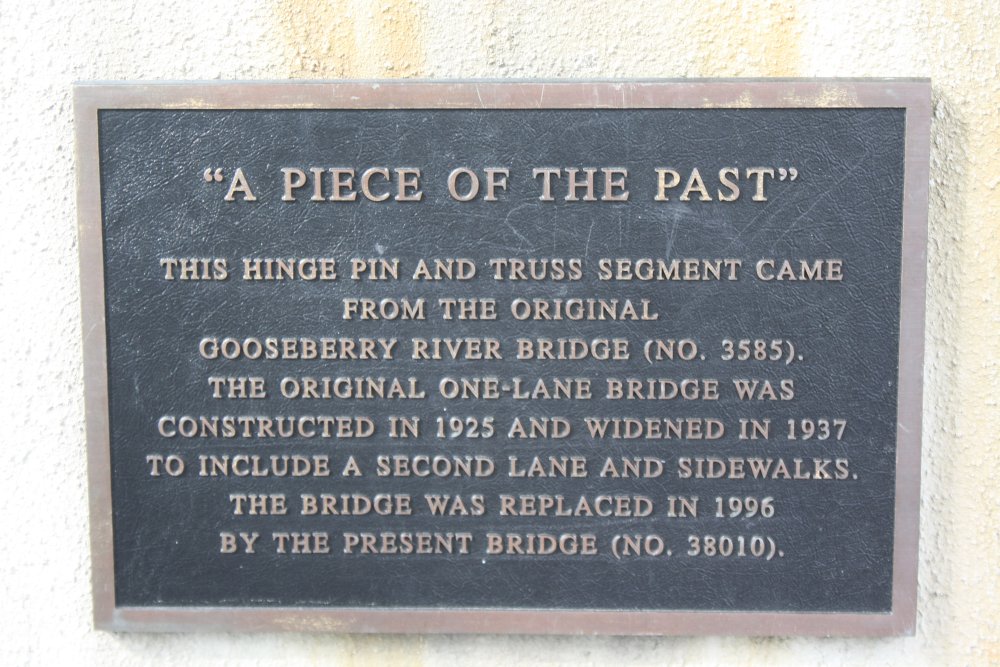 “A PIECE OF THE PAST”
THIS HINGE PIN AND TRUSS SEGMENT CAME
FROM THE ORIGINAL
GOOSEBERRY RIVER BRIDGE (NO. 3585).
THE ORIGINAL ONE-LANE BRIDGE WAS
CONSTRUCTED IN 1925 AND WIDENED IN 1937
TO INCLUDE A SECOND LANE AND SIDEWALKS.
THE BRIDGE WAS REPLACED IN 1996
BY THE PRESENT BRIDGE (NO. 38010).